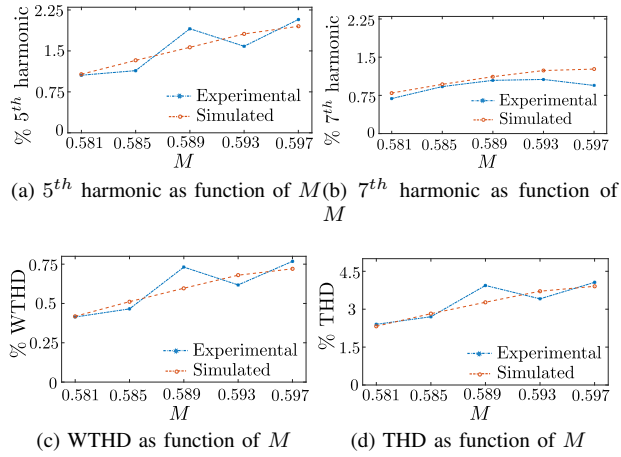 2.25
1.5
0.75
0
% 5th harmonic
Experimental
Simulated
0.581 0.585 0.589 0.593 0.597
M
(a) 5th harmonic as function of M
2.25
1.5
0.75
0
% 7th harmonic
Experimental
Simulated
0.581 0.585 0.589 0.593 0.597
M
(b) 7th harmonic as function of
M
0.75
0.5
0.25
0
% WTHD
Experimental
Simulated
0.581 0.585 0.589 0.593 0.597
M
(c) WTHD as function of M
4.5
3
1.5
0
% THD
Experimental
Simulated
0.581 0.585 0.589 0.593 0.597
M
(d) THD as function of M